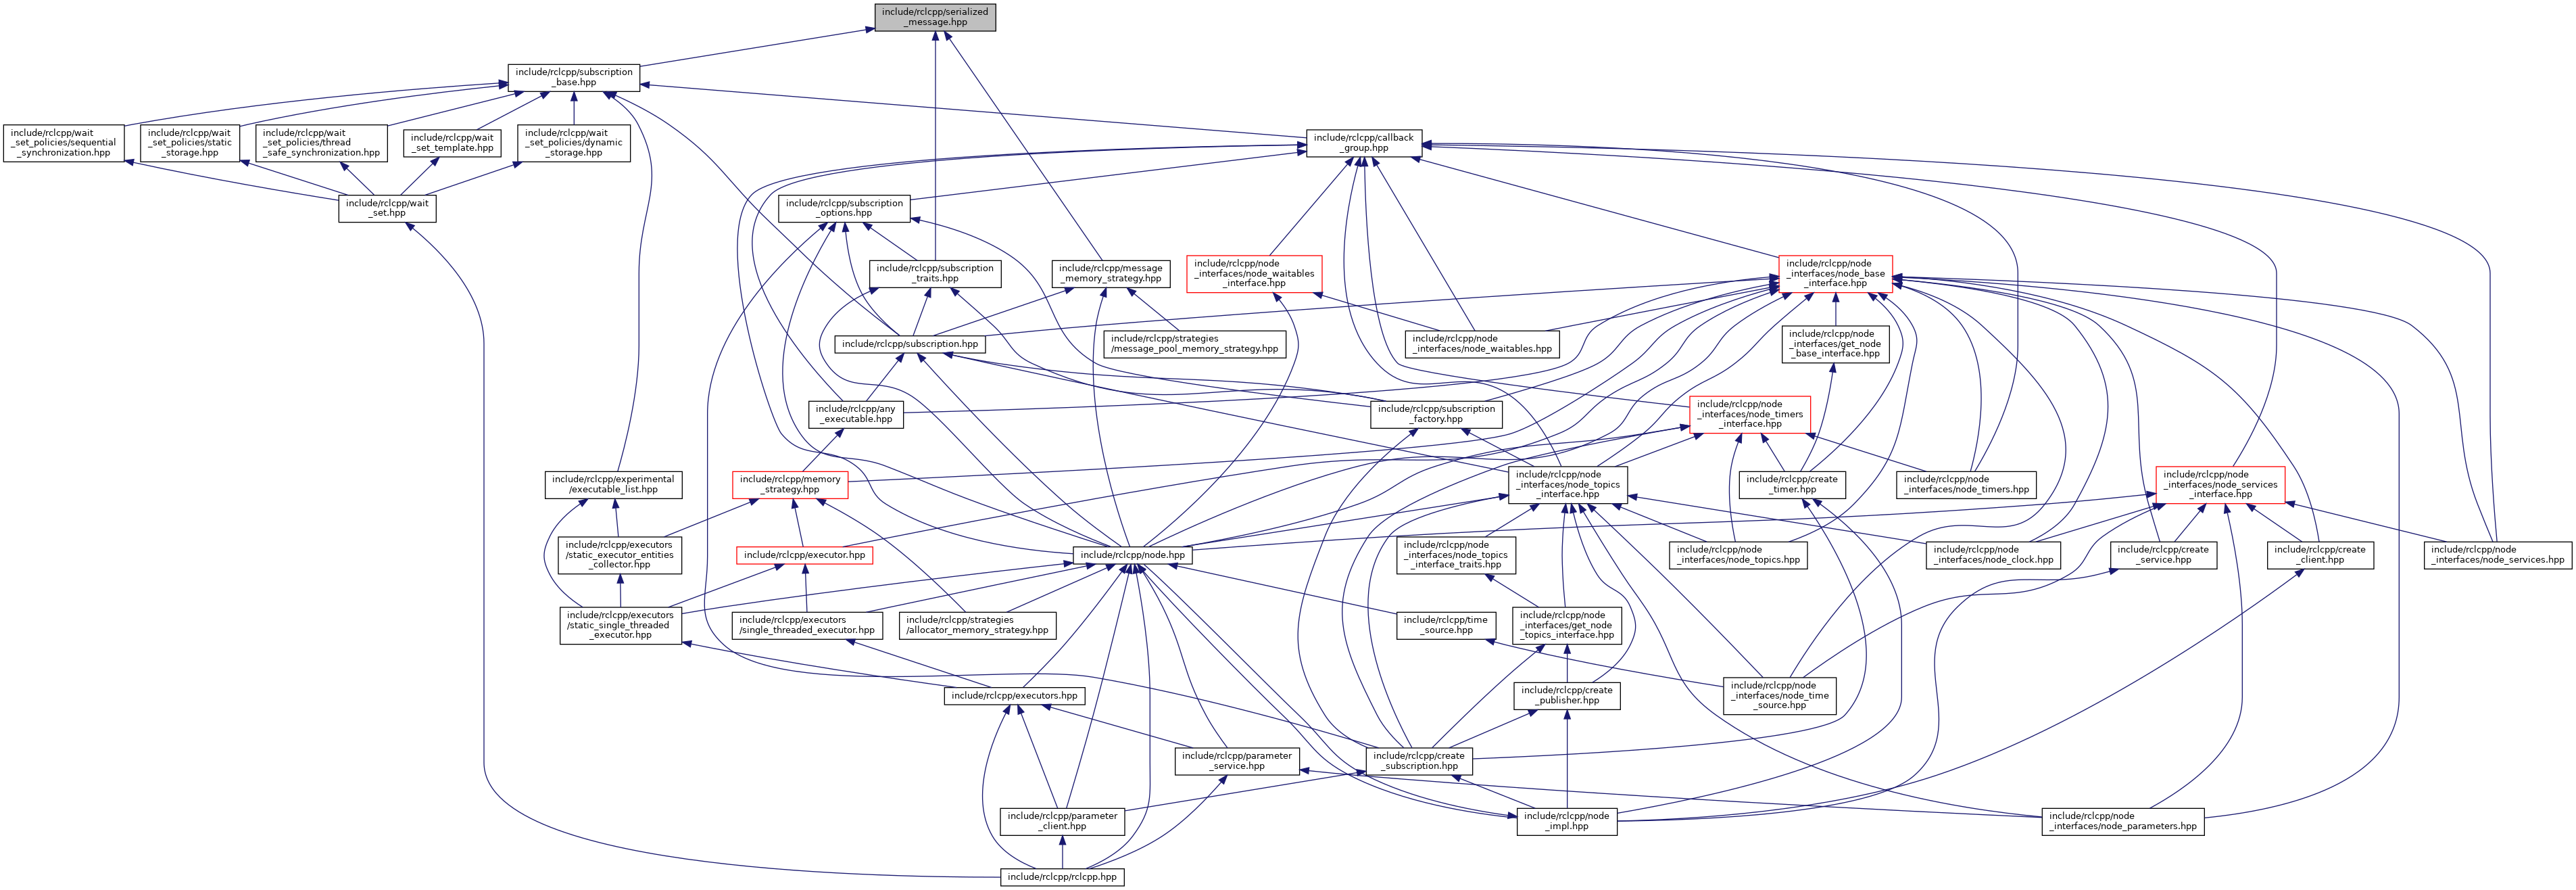 include/rclcpp/serialized
_message.hpp
include/rclcpp/subscription
_base.hpp
include/rclcpp/wait
_set_policies/sequential
_synchronization.hpp
include/rclcpp/wait
_set_policies/static
_storage.hpp
include/rclcpp/wait
_set_policies/thread
_safe_synchronization.hpp
include/rclcpp/wait
_set_template.hpp
include/rclcpp/wait
_set_policies/dynamic
_storage.hpp
include/rclcpp/callback
_group.hpp
include/rclcpp/wait
_set.hpp
include/rclcpp/subscription
_options.hpp
include/rclcpp/subscription
_traits.hpp
include/rclcpp/message
_memory_strategy.hpp
include/rclcpp/node
_interfaces/node_waitables
_interface.hpp
include/rclcpp/node
_interfaces/node_base
_interface.hpp
include/rclcpp/subscription.hpp
include/rclcpp/strategies
/message_pool_memory_strategy.hpp
include/rclcpp/node
_interfaces/node_waitables.hpp
include/rclcpp/node
_interfaces/get_node
_base_interface.hpp
include/rclcpp/any
_executable.hpp
include/rclcpp/subscription
_factory.hpp
include/rclcpp/node
_interfaces/node_timers
_interface.hpp
include/rclcpp/experimental
/executable_list.hpp
include/rclcpp/memory
_strategy.hpp
include/rclcpp/node
_interfaces/node_topics
_interface.hpp
include/rclcpp/create
_timer.hpp
include/rclcpp/node
_interfaces/node_timers.hpp
include/rclcpp/node
_interfaces/node_services
_interface.hpp
include/rclcpp/executors
/static_executor_entities
_collector.hpp
include/rclcpp/executor.hpp
include/rclcpp/node.hpp
include/rclcpp/node
_interfaces/node_topics
_interface_traits.hpp
include/rclcpp/node
_interfaces/node_topics.hpp
include/rclcpp/node
_interfaces/node_clock.hpp
include/rclcpp/create
_service.hpp
include/rclcpp/create
_client.hpp
include/rclcpp/node
_interfaces/node_services.hpp
include/rclcpp/executors
/static_single_threaded
_executor.hpp
include/rclcpp/executors
/single_threaded_executor.hpp
include/rclcpp/strategies
/allocator_memory_strategy.hpp
include/rclcpp/time
_source.hpp
include/rclcpp/node
_interfaces/get_node
_topics_interface.hpp
include/rclcpp/executors.hpp
include/rclcpp/create
_publisher.hpp
include/rclcpp/node
_interfaces/node_time
_source.hpp
include/rclcpp/parameter
_service.hpp
include/rclcpp/create
_subscription.hpp
include/rclcpp/parameter
_client.hpp
include/rclcpp/node
_impl.hpp
include/rclcpp/node
_interfaces/node_parameters.hpp
include/rclcpp/rclcpp.hpp